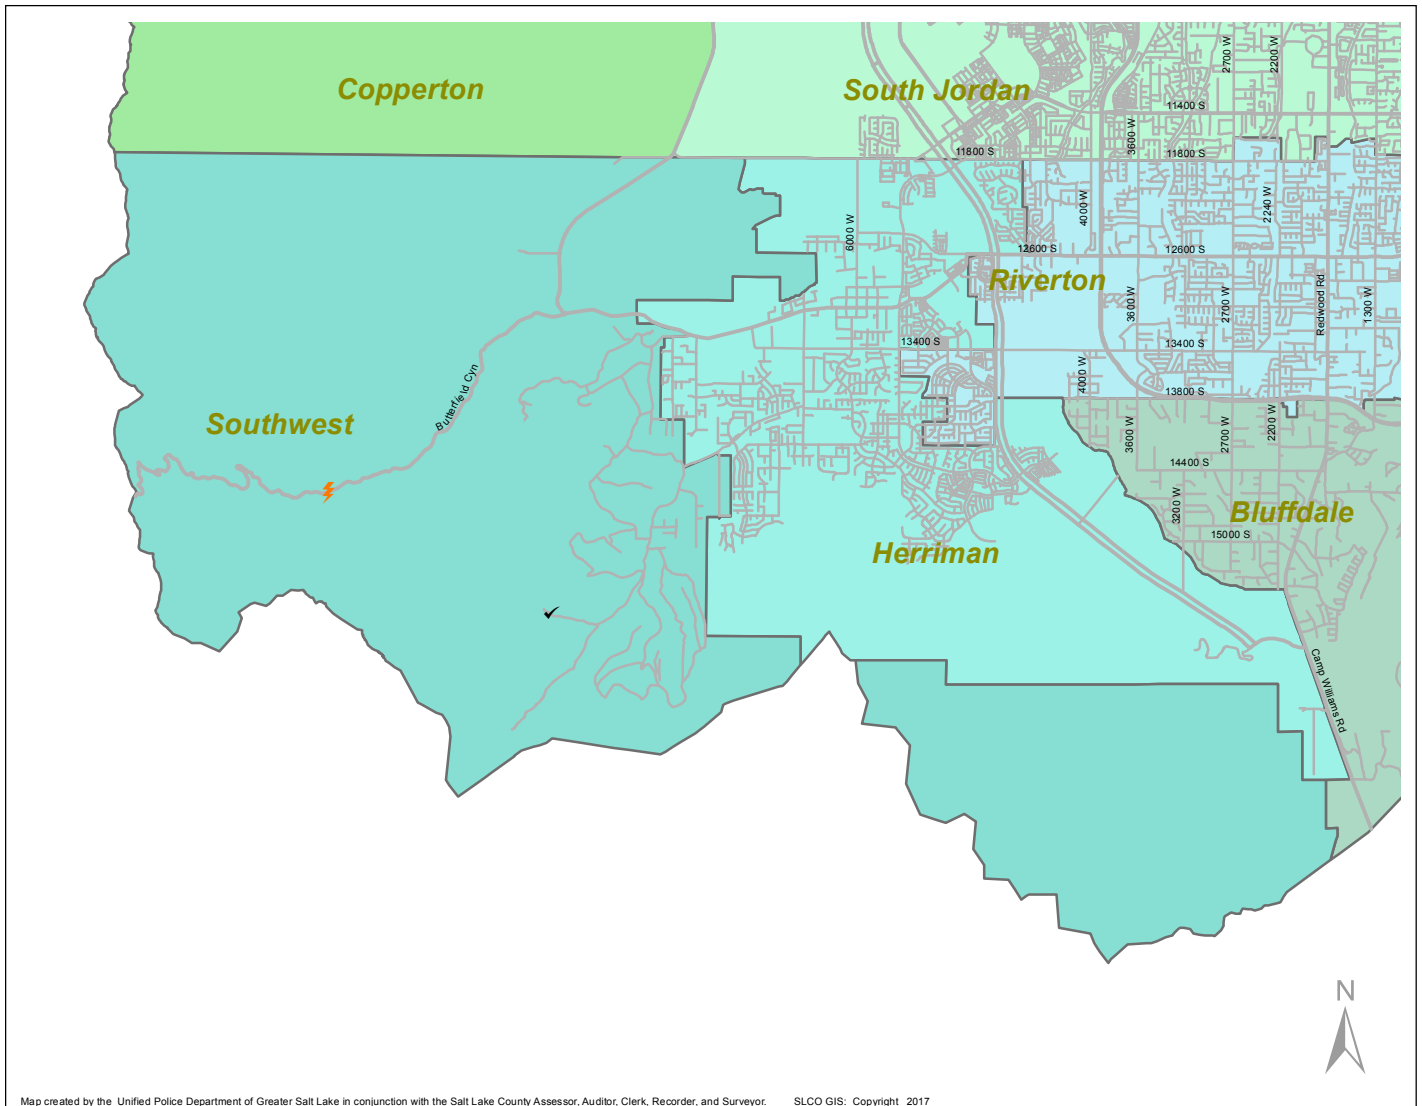 2700 W
2200 W
Copperton
South Jordan
11400 S
3600 W
11800 S
11800 S
4000 W
2240 W
6000 W
12600 S
12600 S
Riverton
3600 W
2700 W
Redwood Rd
1300 W
13400 S
13400 S
4000 W
13800 S
Butterfield Cyn
Southwest
3600 W
2700 W
2200 W
14400 S
3200 W
Bluffdale
15000 S
Herriman
Camp Williams Rd
N
Map created by the Unified Police Department of Greater Salt Lake in conjunction with the Salt Lake County Assessor, Auditor, Clerk, Recorder, and Surveyor. SLCO GIS: Copyright 2017